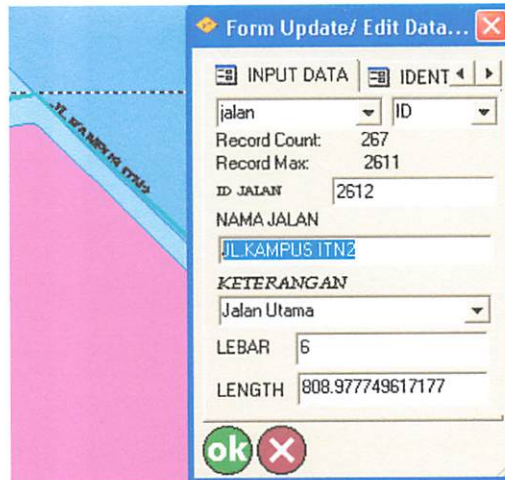 Form Update/ Edit Data...
INPUT DATA
IDENT
jalan
ID
Record Count: 267
Record Max: 2611
ID JALAN 2612
NAMA JALAN
JL.KAMPUS ITN2
KETERANGAN
Jalan Utama
LEBAR 6
LENGTH 808.977749617177
ok
JL.KAMPUS ITN2